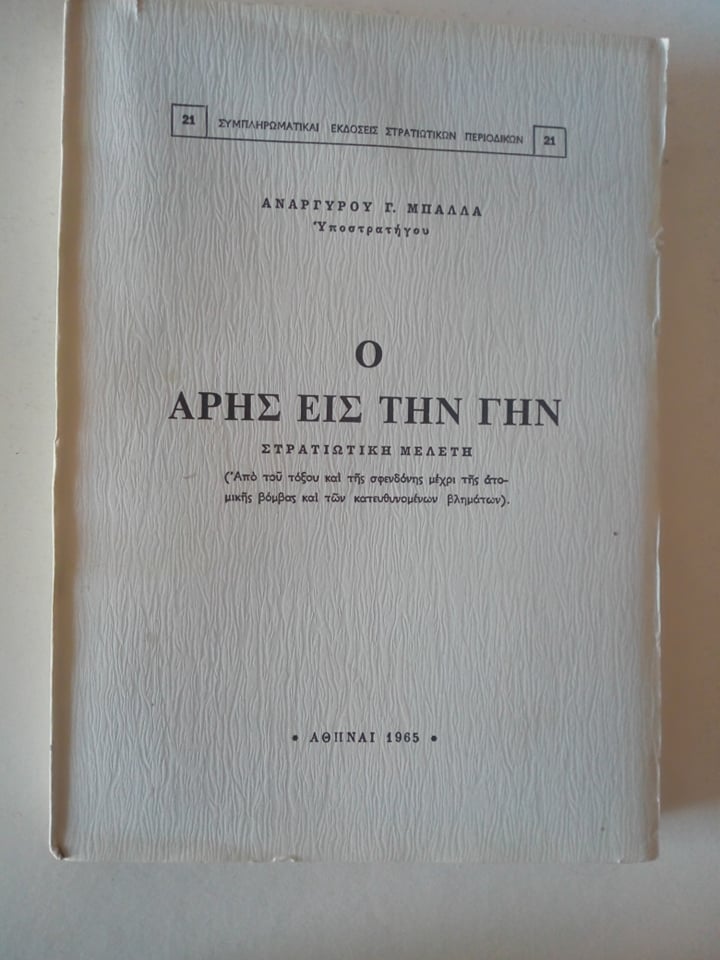 21 ΣΥΜΠΛΗΡΩΜΑΤΙΚΑΙ ΕΚΔΟΣΕΙΣ ΣΤΡΑΤΙΩΤΙΚΩΝ ΠΕΡΙΟΔΙΚΩΝ 21
ΑΝΑΡΓΥΡΟΥ Γ. ΜΠΑΛΛΑ
Ὑποστρατήγου
Ο
ΑΡΗΣ ΕΙΣ ΤΗΝ ΓΗΝ
ΣΤΡΑΤΙΩΤΙΚΗ ΜΕΛΕΤΗ
(Ἀπὸ τοῦ τόξου καὶ τῆς σφενδόνης μέχρι τῆς ἀτο-
μικῆς βόμβας καὶ τῶν κατευθυνομένων βλημάτων).
• ΑΘΗΝΑΙ 1965 •